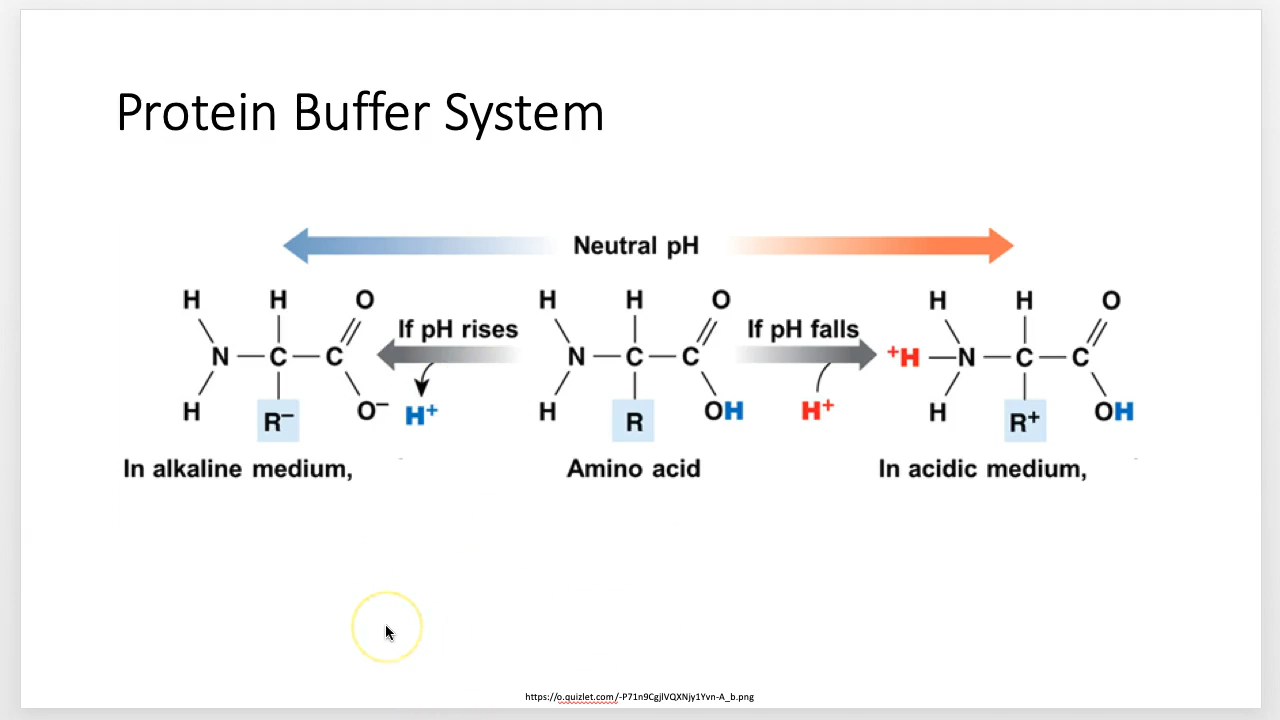 Protein Buffer System
Neutral pH
H H O H H O H H O
If pH rises If pH falls
N C C N C C +H N C C
H R− O− H+ H R OH H+ H R+ OH
In alkaline medium, Amino acid In acidic medium,
https://o.quizlet.com/-P71n9CgjlVQXNjy1Yvn-A_b.png